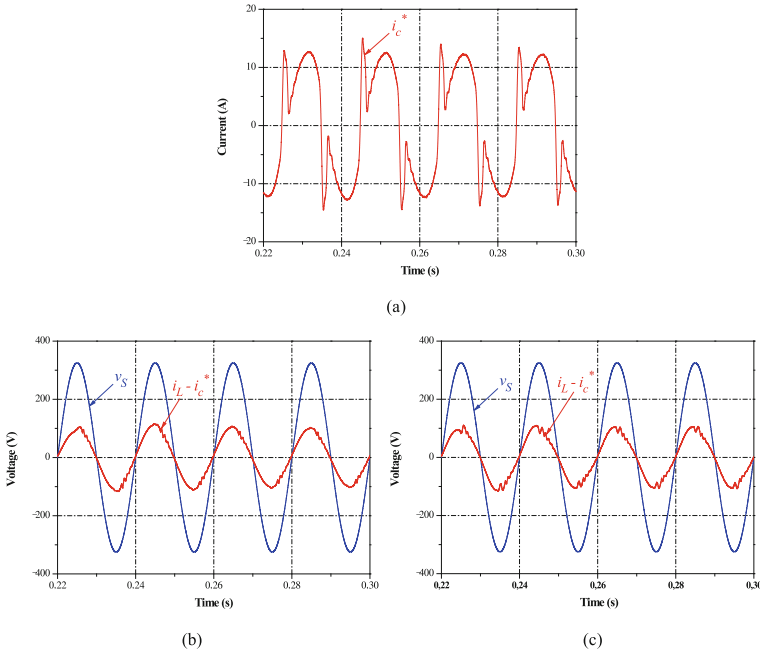 20
10
0
-10
-20
Current (A)
i_c*
0.22
0.24
0.26
0.28
0.30
Time (s)
(a)
400
200
0
-200
-400
Voltage (V)
v_S
i_L - i_c*
0.22
0.24
0.26
0.28
0.30
Time (s)
(b)
400
200
0
-200
-400
Voltage (V)
v_S
i_L - i_c*
0,22
0,24
0,26
0,28
0,30
Time (s)
(c)